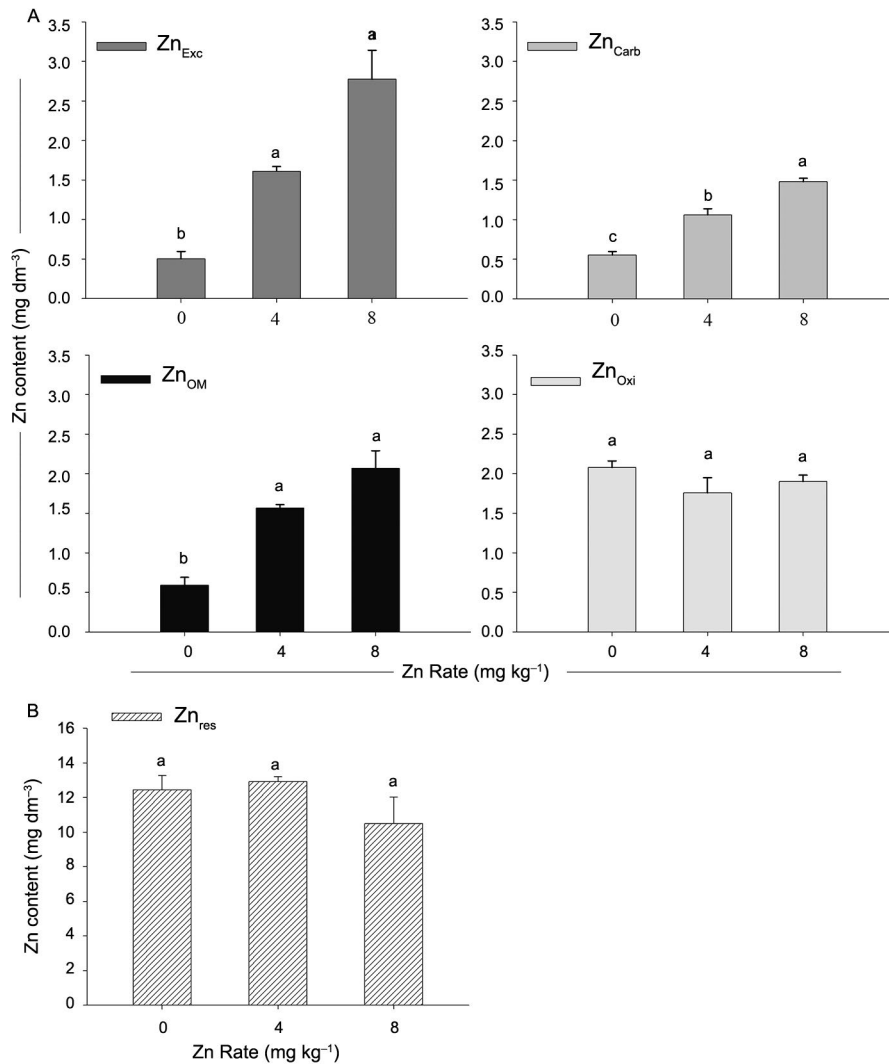 A
Zn content (mg dm⁻³)
Zn_Exc
3.5
3.0
2.5
2.0
1.5
1.0
0.5
0.0
b
a
a
0 4 8
Zn_Carb
3.5
3.0
2.5
2.0
1.5
1.0
0.5
0.0
c
b
a
0 4 8
Zn_OM
3.5
3.0
2.5
2.0
1.5
1.0
0.5
0.0
b
a
a
0 4 8
Zn_Oxi
3.5
3.0
2.5
2.0
1.5
1.0
0.5
0.0
a
a
a
0 4 8
Zn Rate (mg kg⁻¹)
B
Zn_res
Zn content (mg dm⁻³)
16
14
12
10
8
6
4
2
0
a
a
a
0 4 8
Zn Rate (mg kg⁻¹)